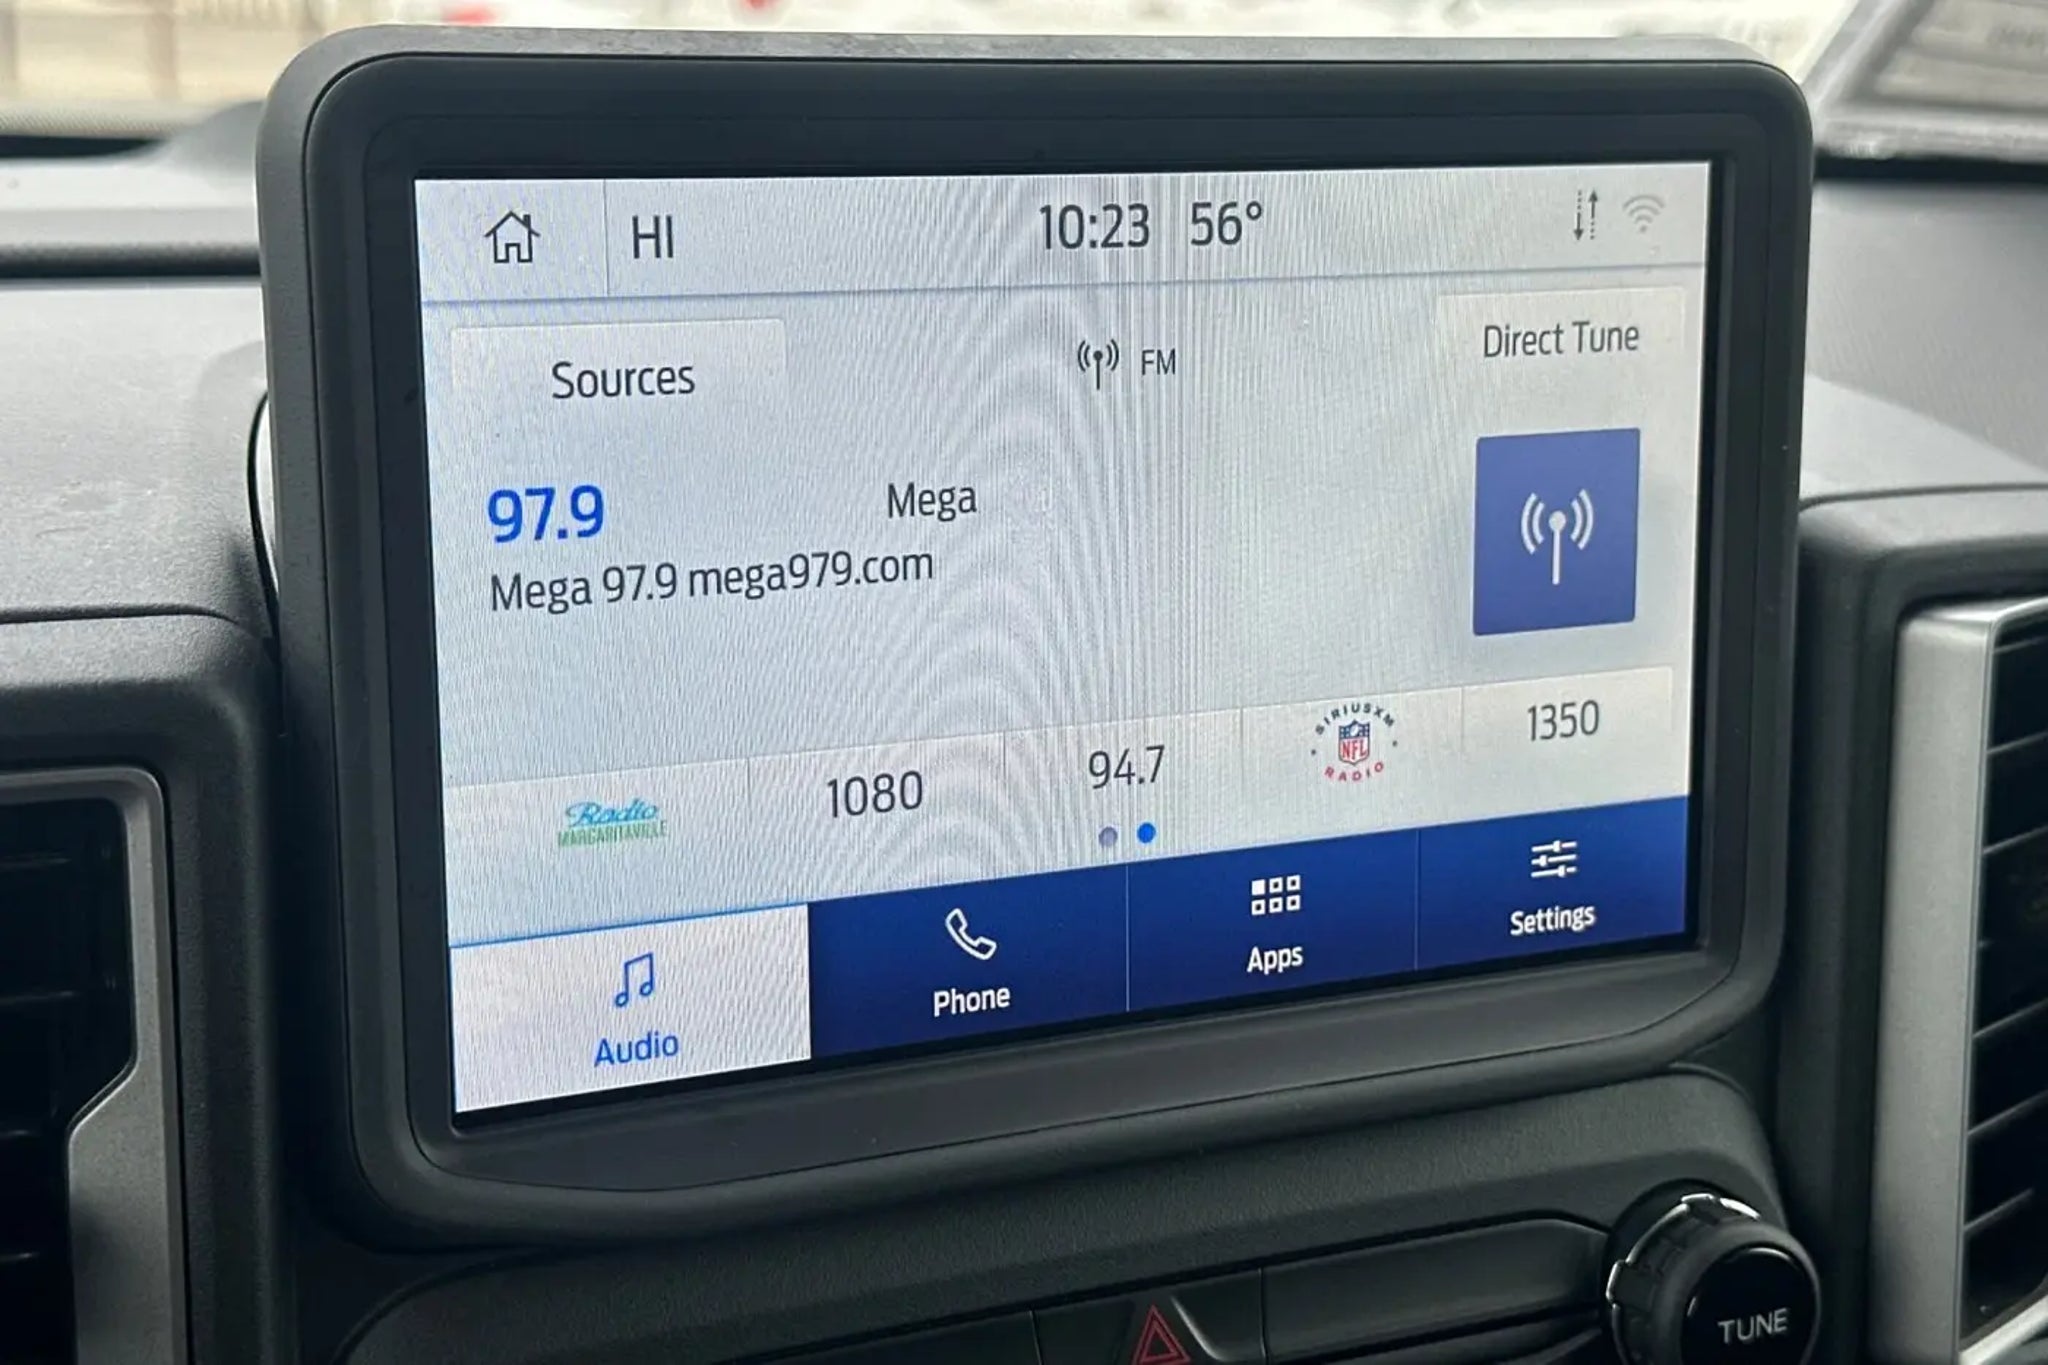 HI 10:23 56°
Sources FM Direct Tune
97.9 Mega
Mega 97.9 mega979.com
Radio MARGARITAVILLE 1080 94.7 SIRIUSXM NFL RADIO 1350
Audio Phone Apps Settings
TUNE